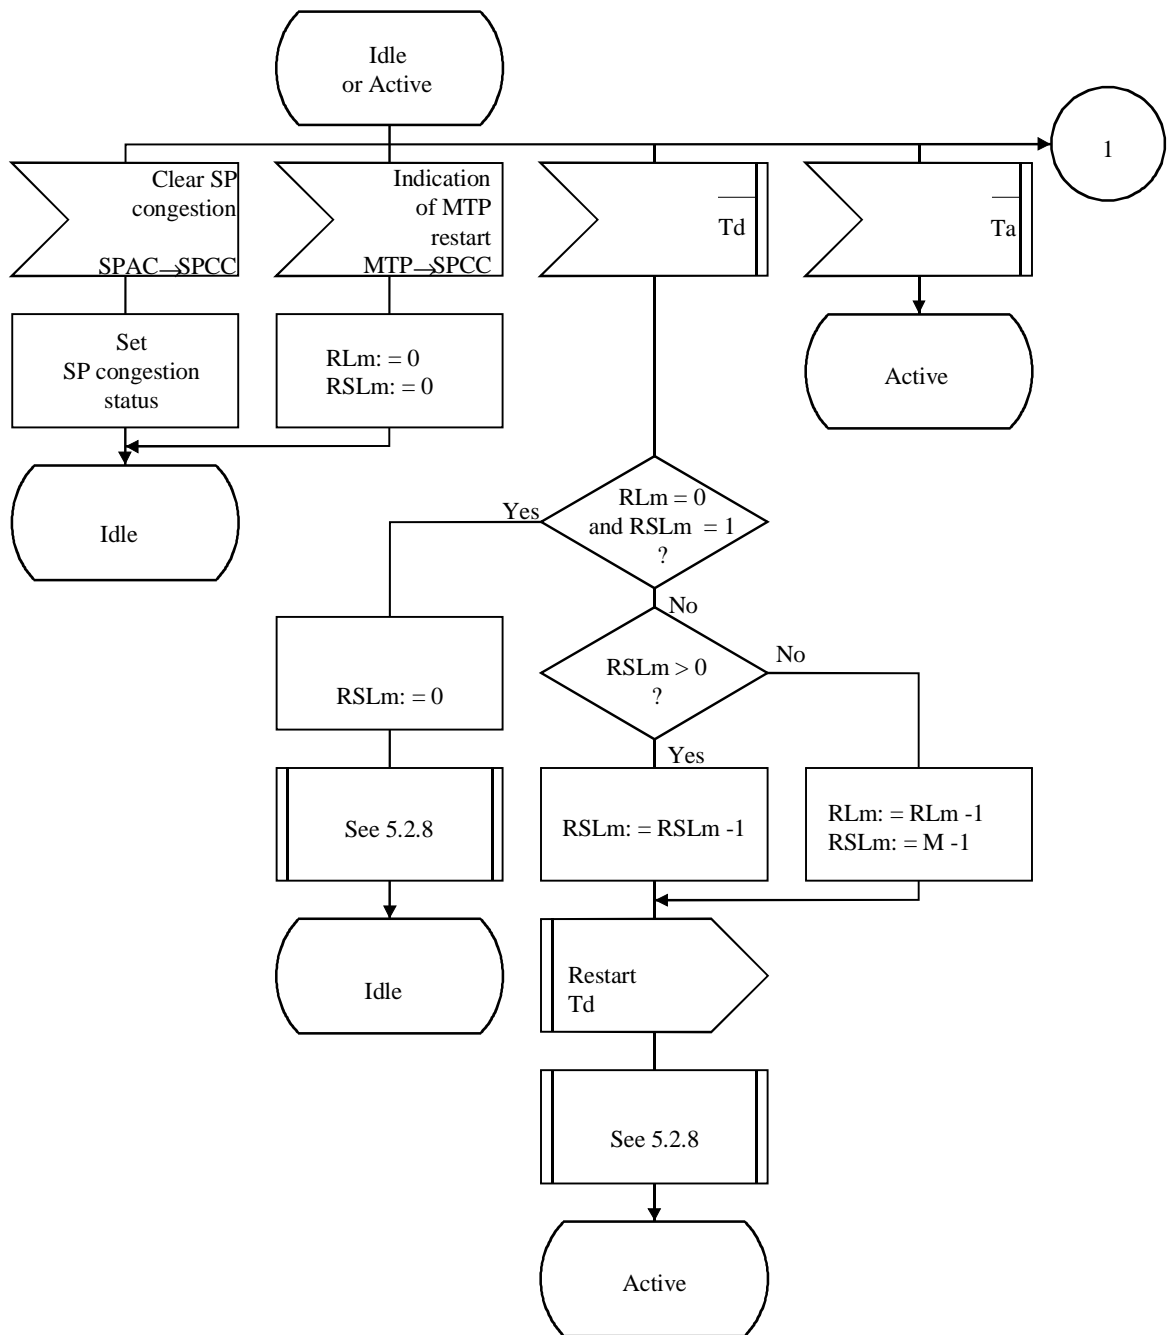 Idle
or Active
1
Clear SP
congestion
SPAC→SPCC
Indication
of MTP
restart
MTP→SPCC
Td
Ta
Set
SP congestion
status
RLm: = 0
RSLm: = 0
Active
Idle
Yes
RLm = 0
and RSLm = 1
?
No
RSLm: = 0
RSLm > 0
?
No
Yes
See 5.2.8
RSLm: = RSLm -1
RLm: = RLm -1
RSLm: = M -1
Idle
Restart
Td
See 5.2.8
Active